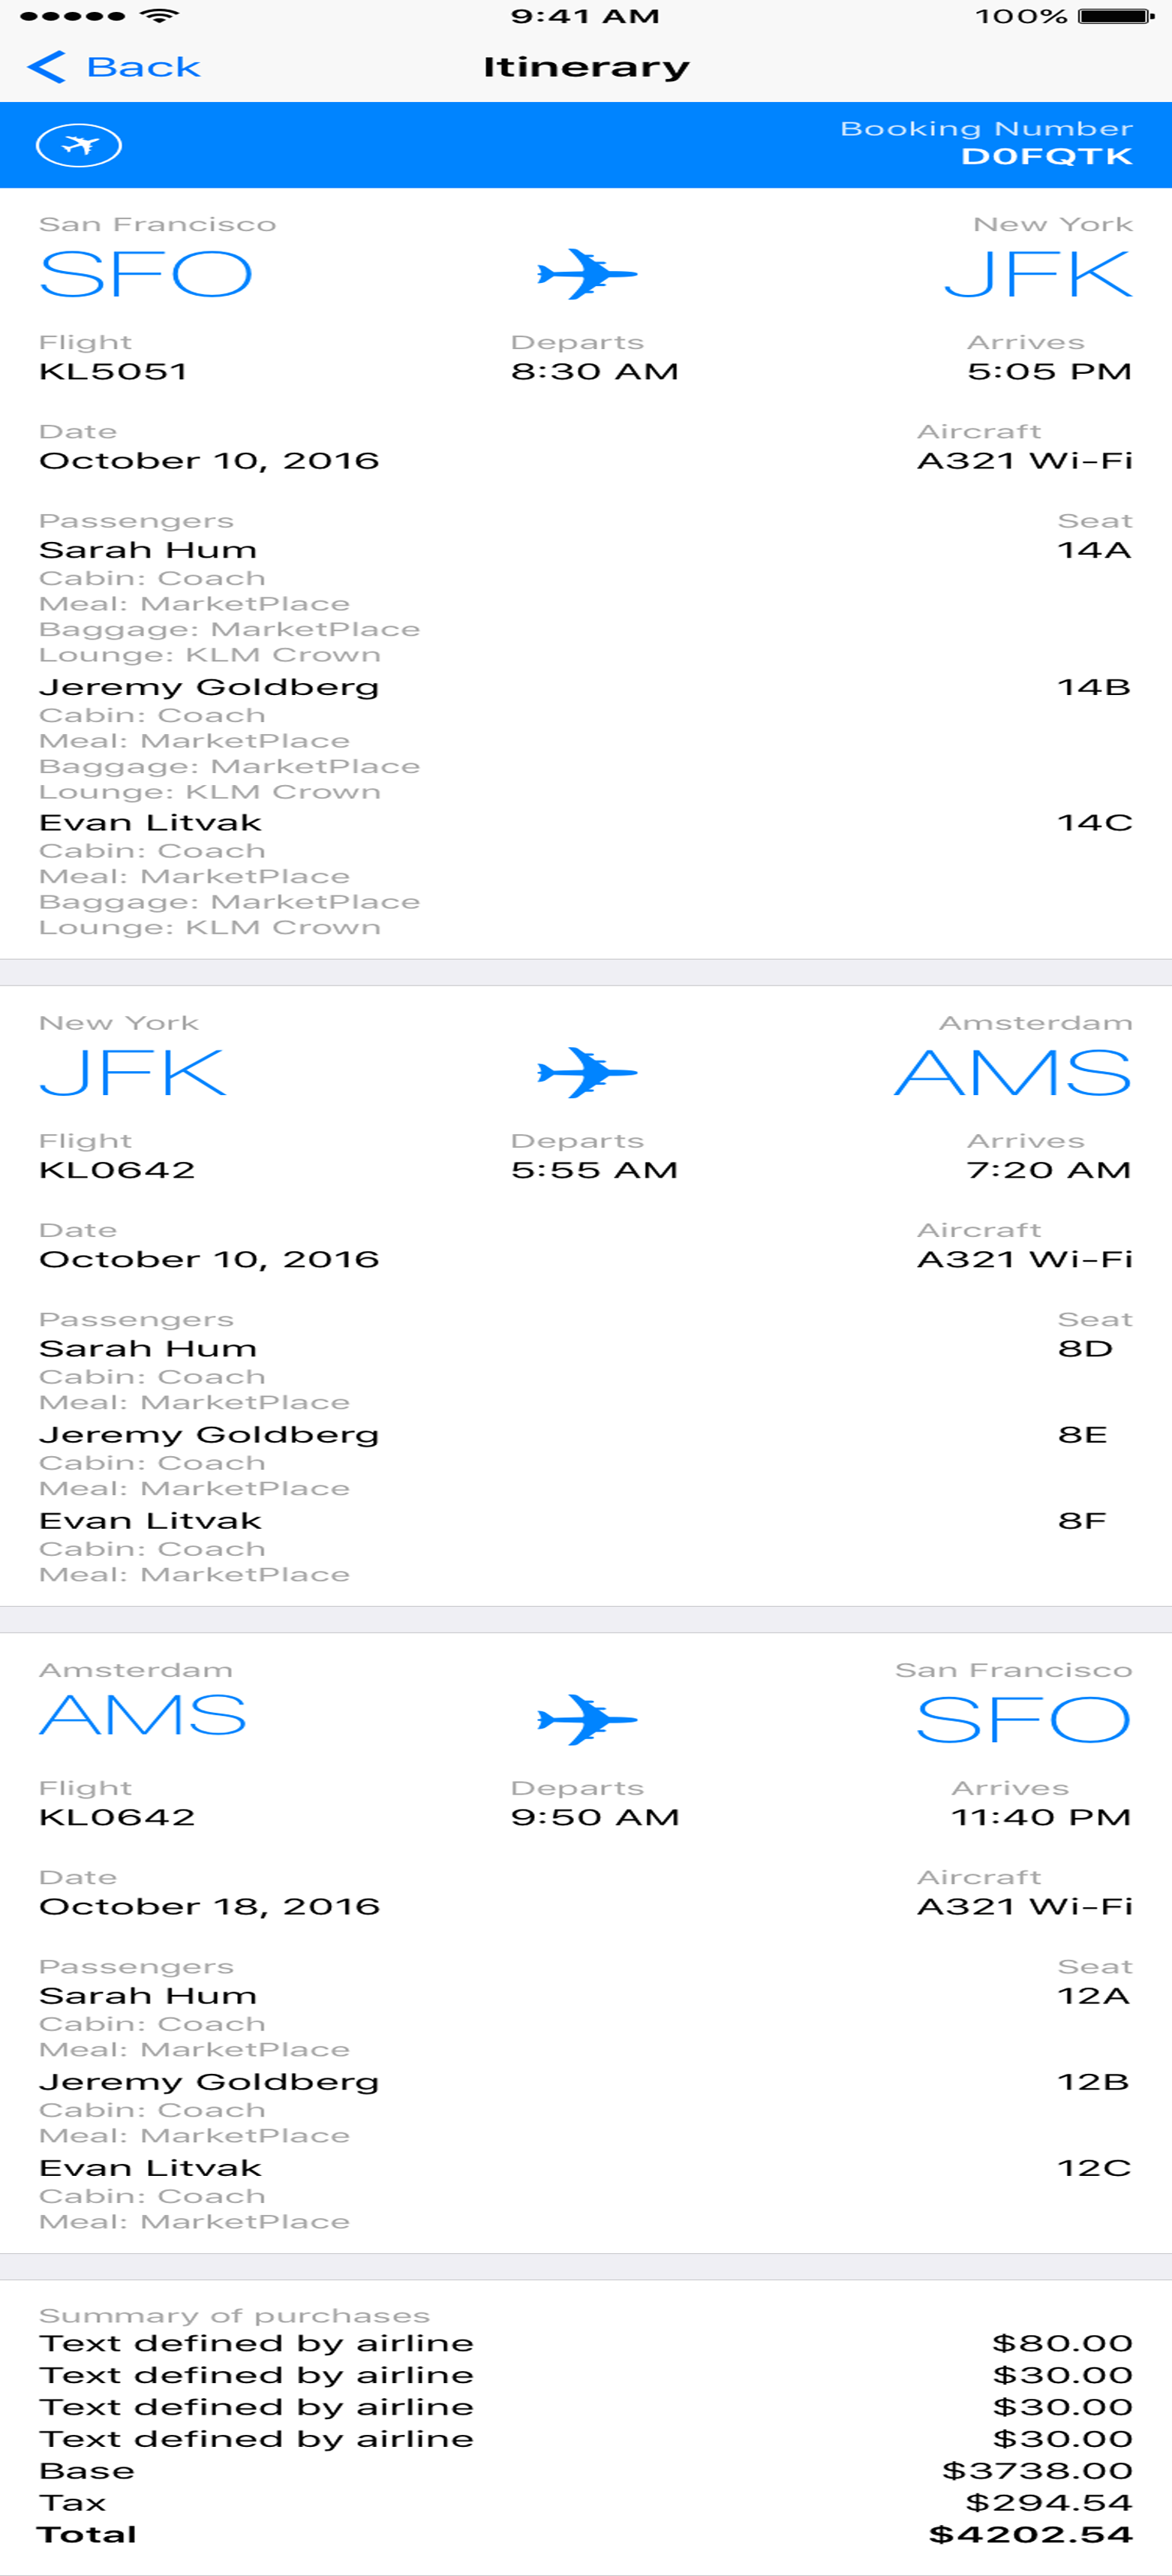 9:41 AM 100%
Back Itinerary
Booking Number
D0FQTK
San Francisco New York
SFO JFK
Flight Departs Arrives
KL5051 8:30 AM 5:05 PM
Date Aircraft
October 10, 2016 A321 Wi-Fi
Passengers Seat
Sarah Hum 14A
Cabin: Coach
Meal: MarketPlace
Baggage: MarketPlace
Lounge: KLM Crown
Jeremy Goldberg 14B
Cabin: Coach
Meal: MarketPlace
Baggage: MarketPlace
Lounge: KLM Crown
Evan Litvak 14C
Cabin: Coach
Meal: MarketPlace
Baggage: MarketPlace
Lounge: KLM Crown
New York Amsterdam
JFK AMS
Flight Departs Arrives
KL0642 5:55 AM 7:20 AM
Date Aircraft
October 10, 2016 A321 Wi-Fi
Passengers Seat
Sarah Hum 8D
Cabin: Coach
Meal: MarketPlace
Jeremy Goldberg 8E
Cabin: Coach
Meal: MarketPlace
Evan Litvak 8F
Cabin: Coach
Meal: MarketPlace
Amsterdam San Francisco
AMS SFO
Flight Departs Arrives
KL0642 9:50 AM 11:40 PM
Date Aircraft
October 18, 2016 A321 Wi-Fi
Passengers Seat
Sarah Hum 12A
Cabin: Coach
Meal: MarketPlace
Jeremy Goldberg 12B
Cabin: Coach
Meal: MarketPlace
Evan Litvak 12C
Cabin: Coach
Meal: MarketPlace
Summary of purchases
Text defined by airline $80.00
Text defined by airline $30.00
Text defined by airline $30.00
Text defined by airline $30.00
Base $3738.00
Tax $294.54
Total $4202.54